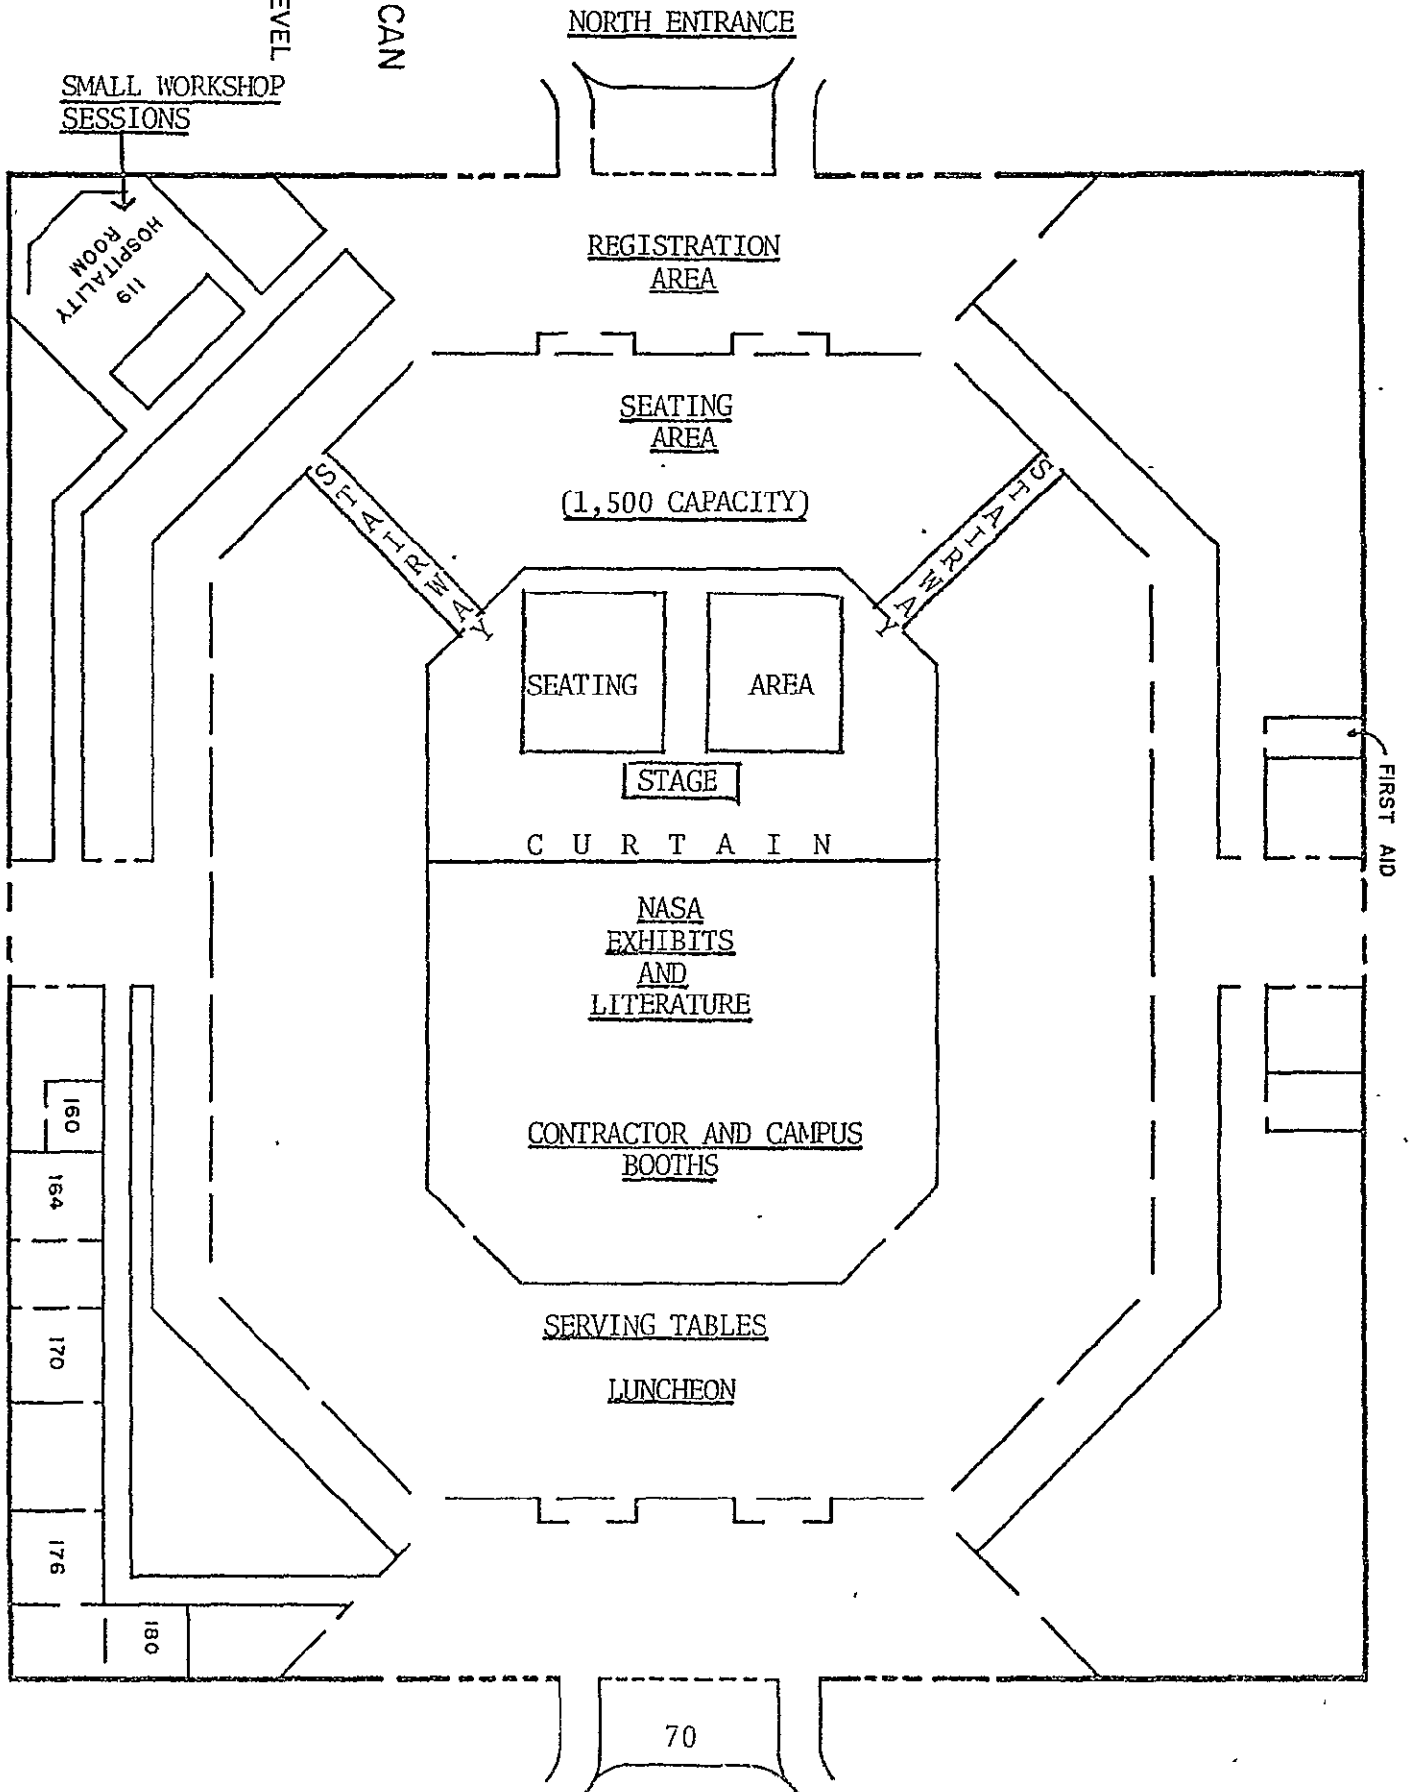 CAN
EVEL
NORTH ENTRANCE
SMALL WORKSHOP
SESSIONS
HOSPITALITY
ROOM
119
REGISTRATION
AREA
SEATING
AREA
(1,500 CAPACITY)
STAIRWAY
STAIRWAY
SEATING
AREA
STAGE
FIRST AID
CURTAIN
NASA
EXHIBITS
AND
LITERATURE
160
CONTRACTOR AND CAMPUS
BOOTHS
164
SERVING TABLES
170
LUNCHEON
176
180
70